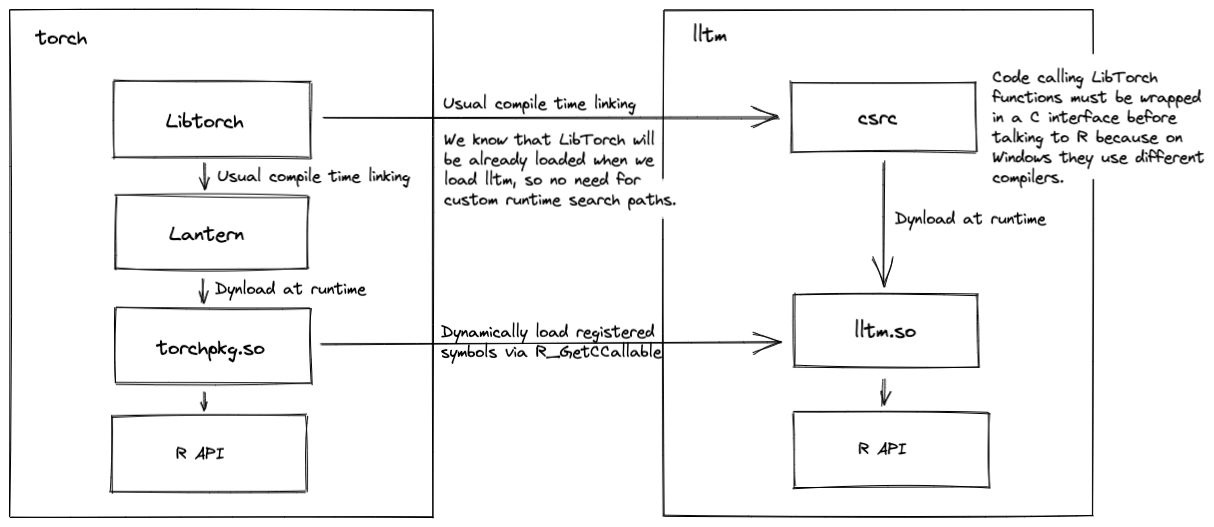 torch
Libtorch
Usual compile time linking
Lantern
Dynload at runtime
torchpkg.so
R API
Usual compile time linking
We know that LibTorch will
be already loaded when we
load lltm, so no need for
custom runtime search paths.
Dynamically load registered
symbols via R_GetCCallable
lltm
csrc
Code calling LibTorch
functions must be wrapped
in a C interface before
talking to R because on
Windows they use different
compilers.
Dynload at runtime
lltm.so
R API